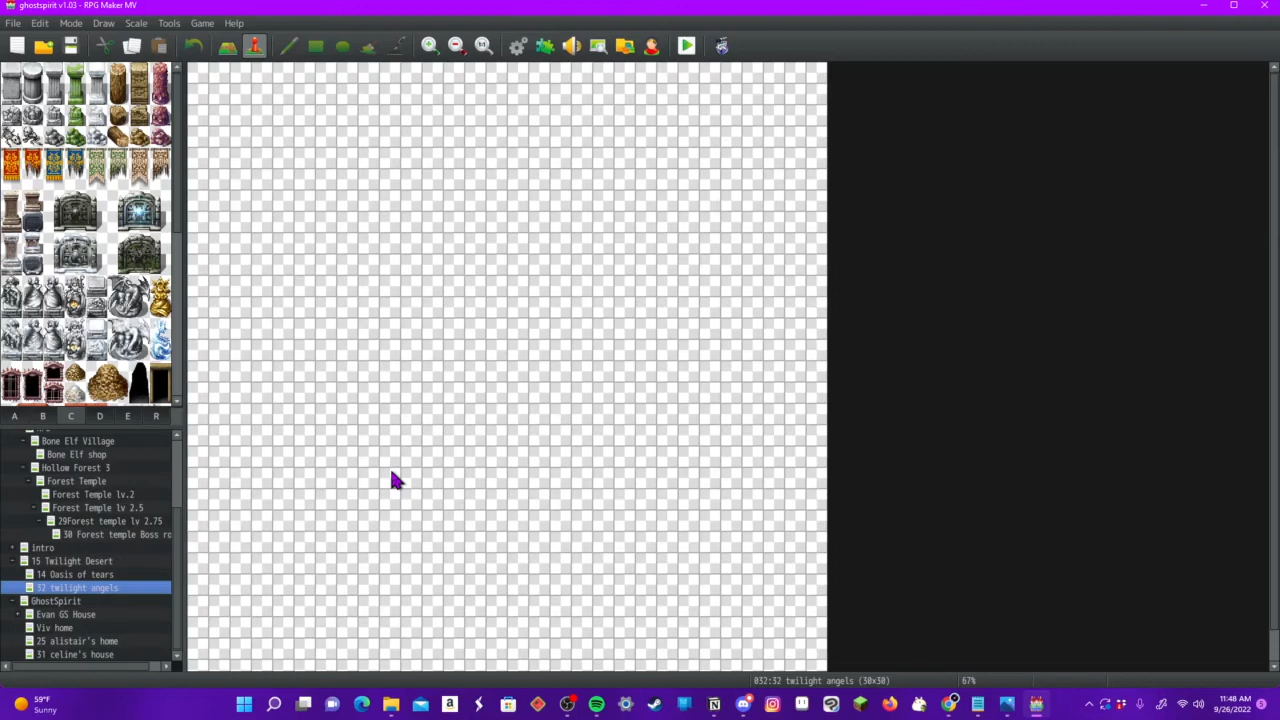 ghostspirit v1.03 - RPG Maker MV
File Edit Mode Draw Scale Tools Game Help
A B C D E R
Bone Elf Village
Bone Elf shop
Hollow Forest 3
Forest Temple
Forest Temple lv.2
Forest Temple lv 2.5
29Forest temple lv 2.75
30 Forest temple Boss ro
intro
15 Twilight Desert
14 Oasis of tears
32 twilight angels
GhostSpirit
Evan GS House
Viv home
25 alistair's home
31 celine's house
032:32 twilight angels (30x30) 67%
59°F
Sunny
11:48 AM
9/26/2022